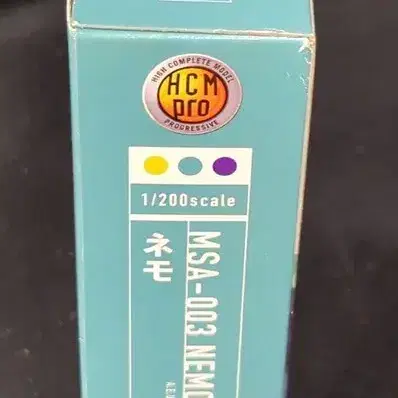 HIGH COMPLETE MODEL
HCM
pro
PROGRESSIVE
1/200scale
MSA-003 NEMO
ネモ